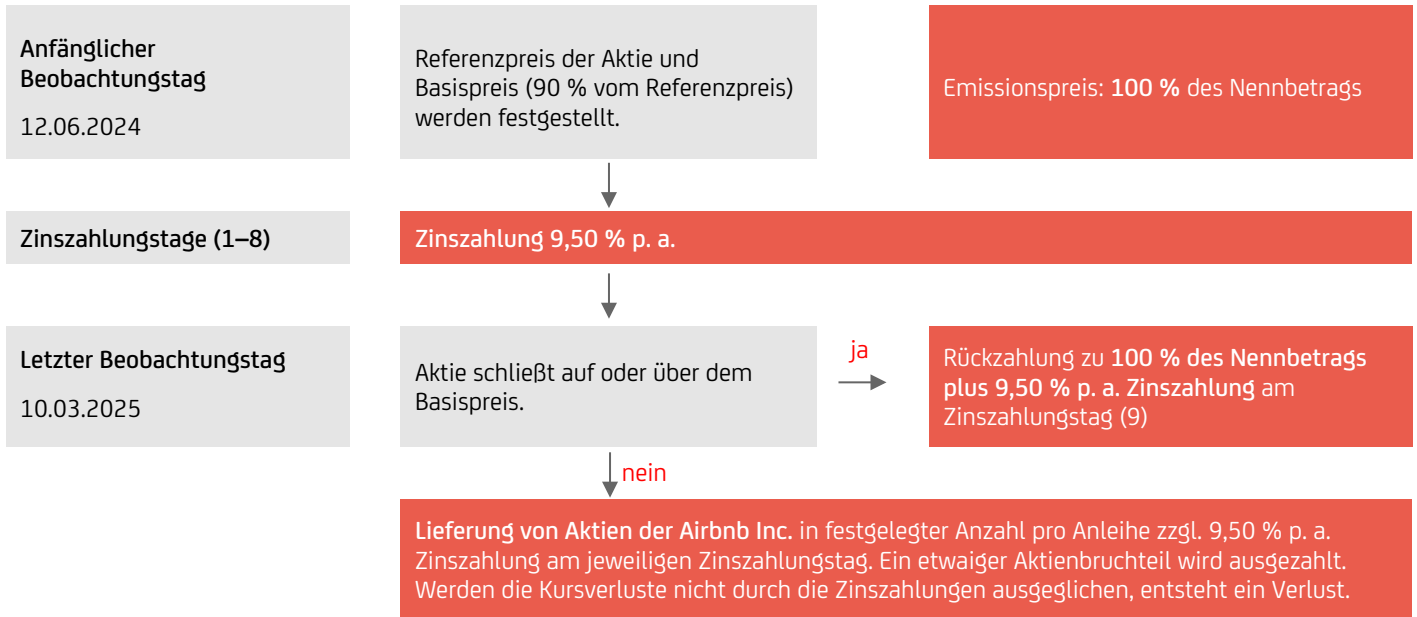 Anfänglicher
Beobachtungstag
12.06.2024
Referenzpreis der Aktie und
Basispreis (90 % vom Referenzpreis)
werden festgestellt.
Emissionspreis: 100 % des Nennbetrags
Zinszahlungstage (1–8)
Zinszahlung 9,50 % p. a.
Letzter Beobachtungstag
10.03.2025
Aktie schließt auf oder über dem
Basispreis.
ja
Rückzahlung zu 100 % des Nennbetrags
plus 9,50 % p. a. Zinszahlung am
Zinszahlungstag (9)
nein
Lieferung von Aktien der Airbnb Inc. in festgelegter Anzahl pro Anleihe zzgl. 9,50 % p. a.
Zinszahlung am jeweiligen Zinszahlungstag. Ein etwaiger Aktienbruchteil wird ausgezahlt.
Werden die Kursverluste nicht durch die Zinszahlungen ausgeglichen, entsteht ein Verlust.